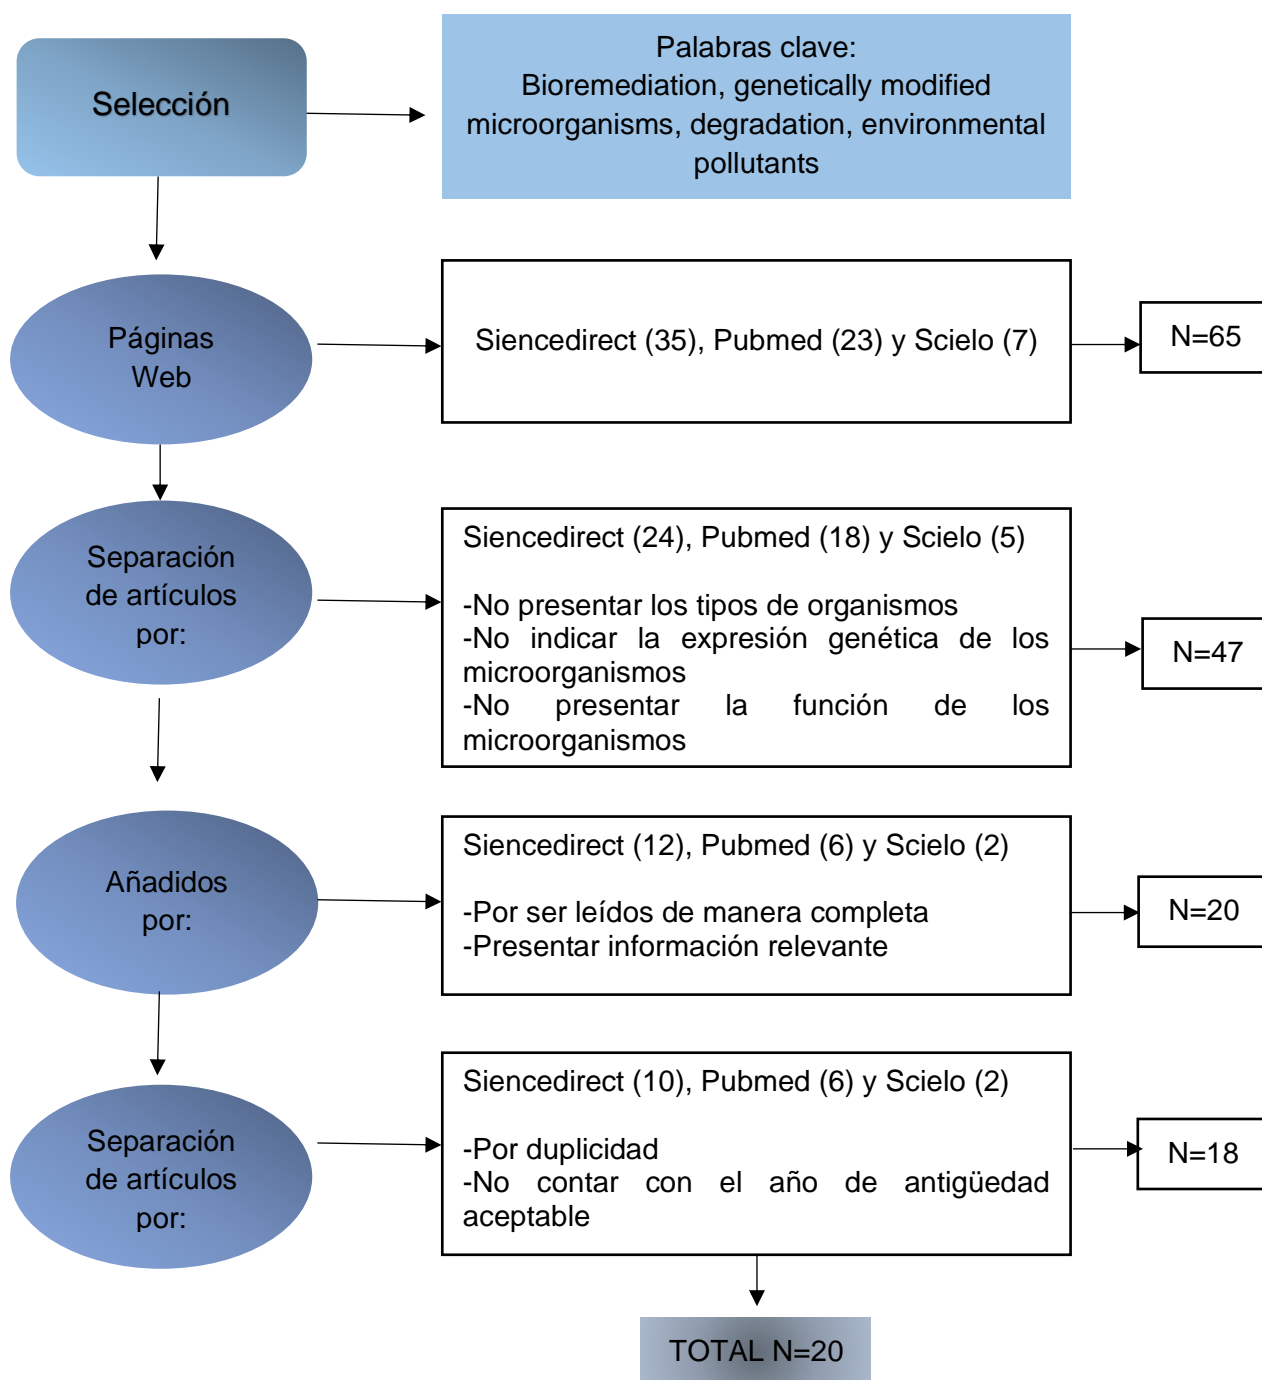 Selección
Palabras clave:
Bioremediation, genetically modified
microorganisms, degradation, environmental
pollutants
Páginas
Web
Siencedirect (35), Pubmed (23) y Scielo (7)
N=65
Separación
de artículos
por:
Siencedirect (24), Pubmed (18) y Scielo (5)
-No presentar los tipos de organismos
-No indicar la expresión genética de los
microorganismos
-No presentar la función de los
microorganismos
N=47
Añadidos
por:
Siencedirect (12), Pubmed (6) y Scielo (2)
-Por ser leídos de manera completa
-Presentar información relevante
N=20
Separación
de artículos
por:
Siencedirect (10), Pubmed (6) y Scielo (2)
-Por duplicidad
-No contar con el año de antigüedad
aceptable
N=18
TOTAL N=20